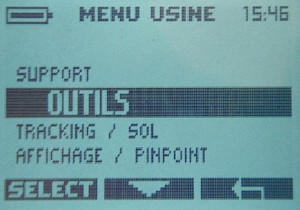 MENU USINE 15:46
SUPPORT
OUTILS
TRACKING / SOL
AFFICHAGE / PINPOINT
SELECT